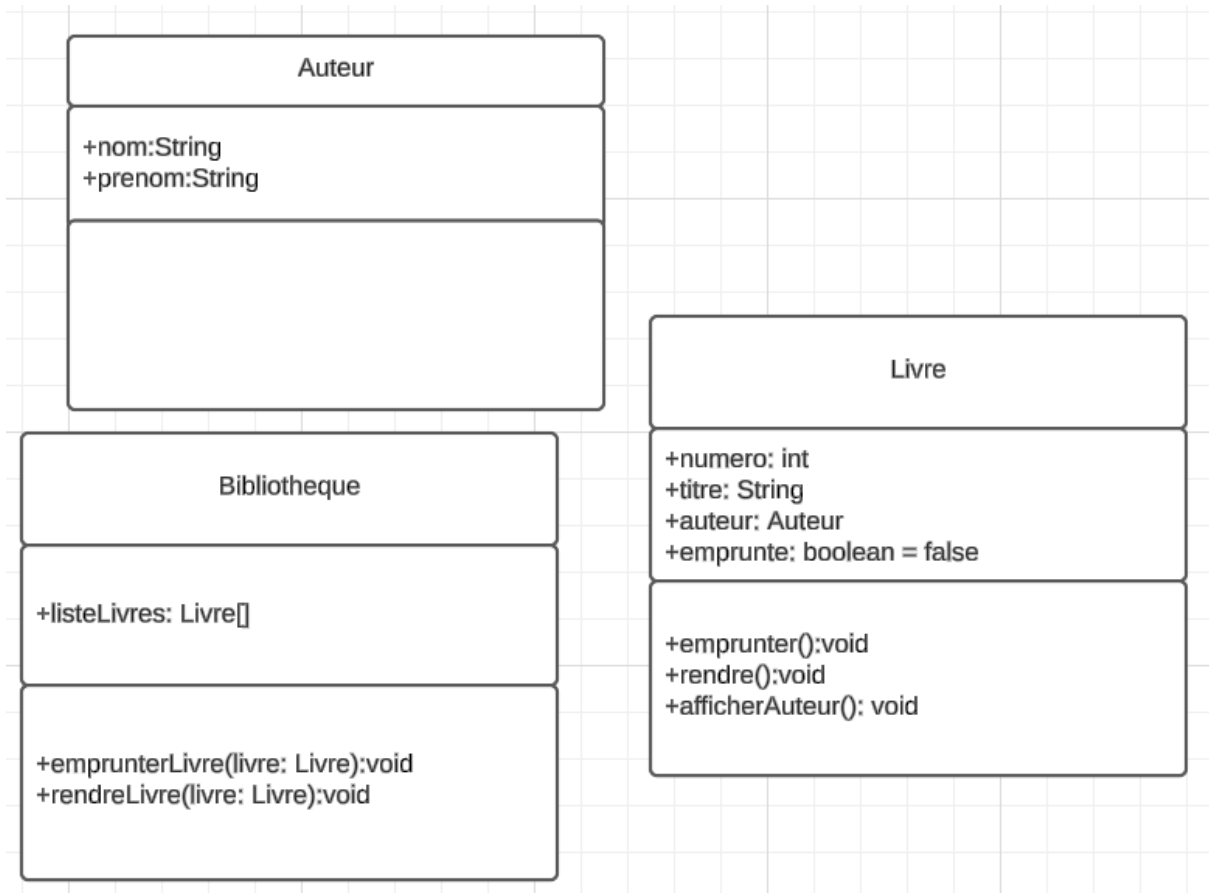 Auteur
+nom:String
+prenom:String
Livre
+numero: int
+titre: String
+auteur: Auteur
+emprunte: boolean = false
+emprunter():void
+rendre():void
+afficherAuteur(): void
Bibliotheque
+listeLivres: Livre[]
+emprunterLivre(livre: Livre):void
+rendreLivre(livre: Livre):void